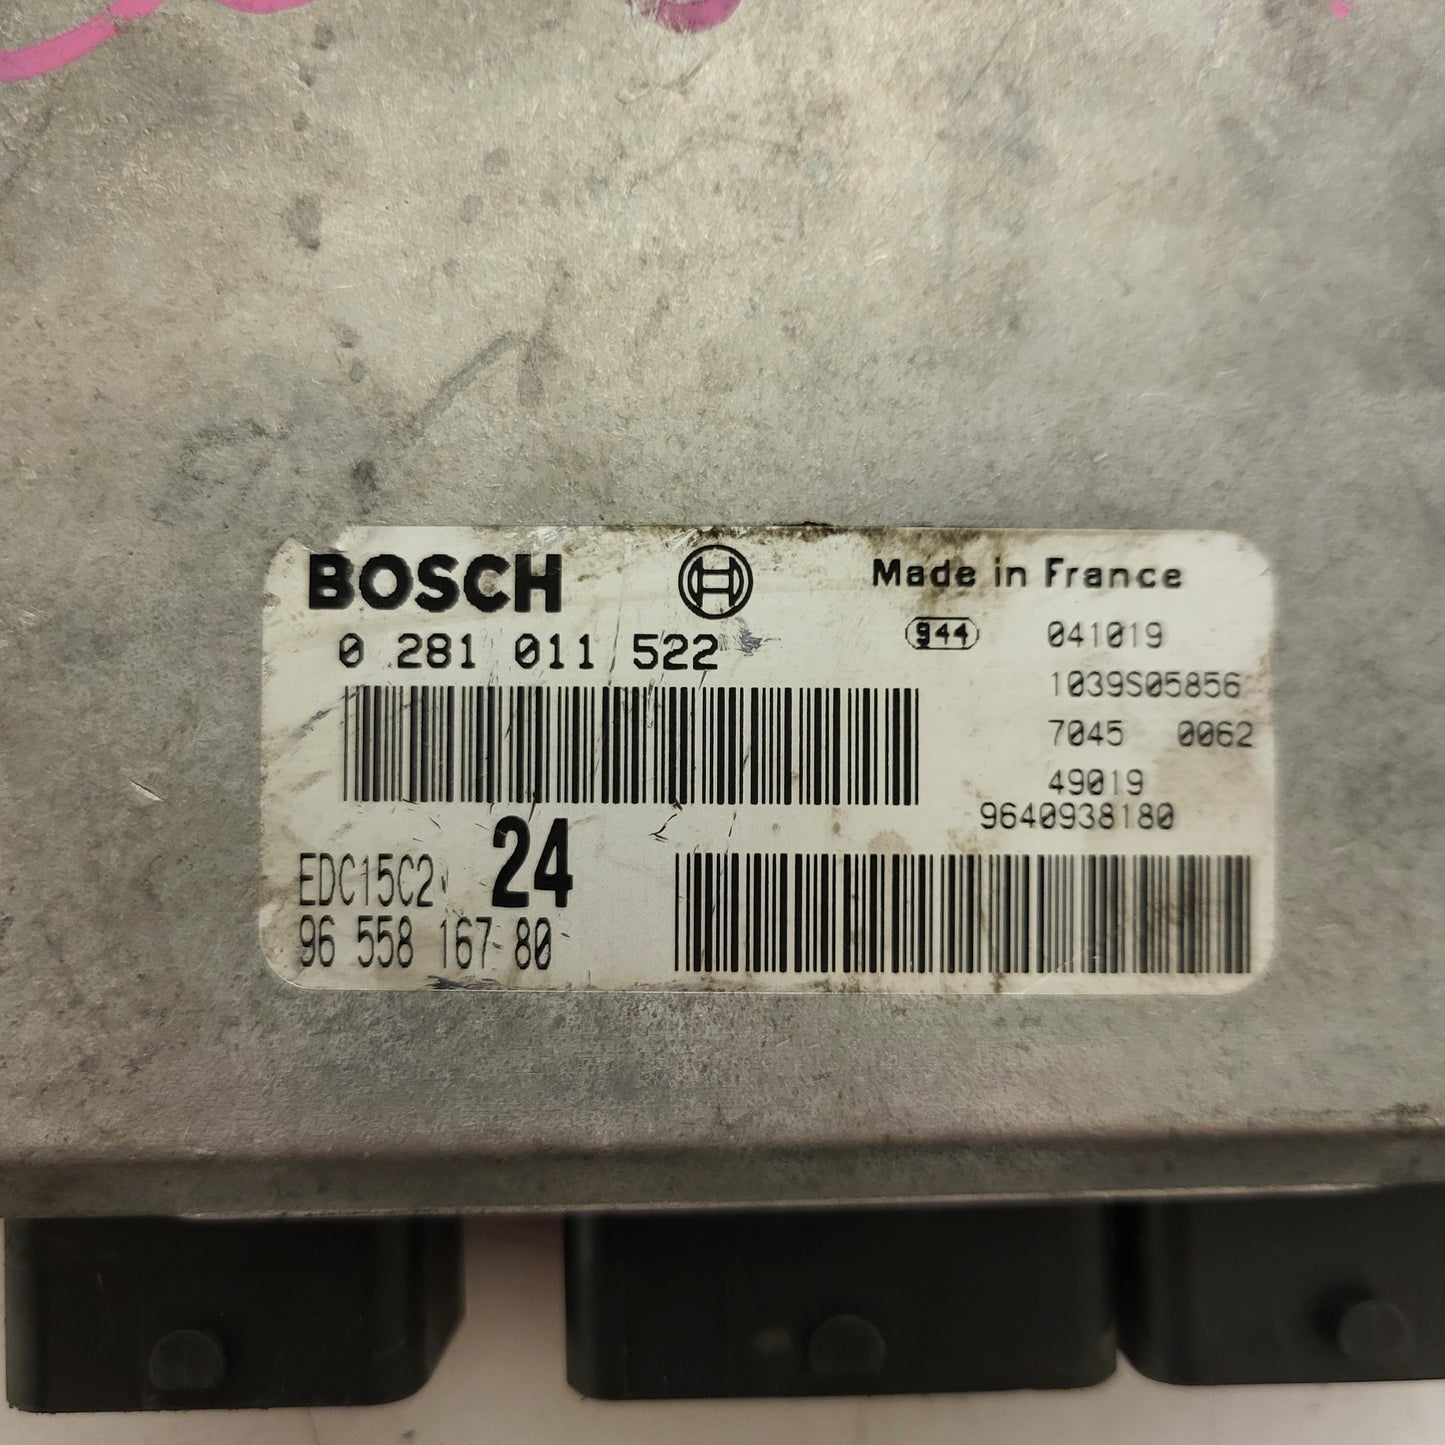 BOSCH
Made in France
0 281 011 522
944 041019
1039S05856
7045 0062
49019
9640938180
EDC15C2 24
96 558 167 80